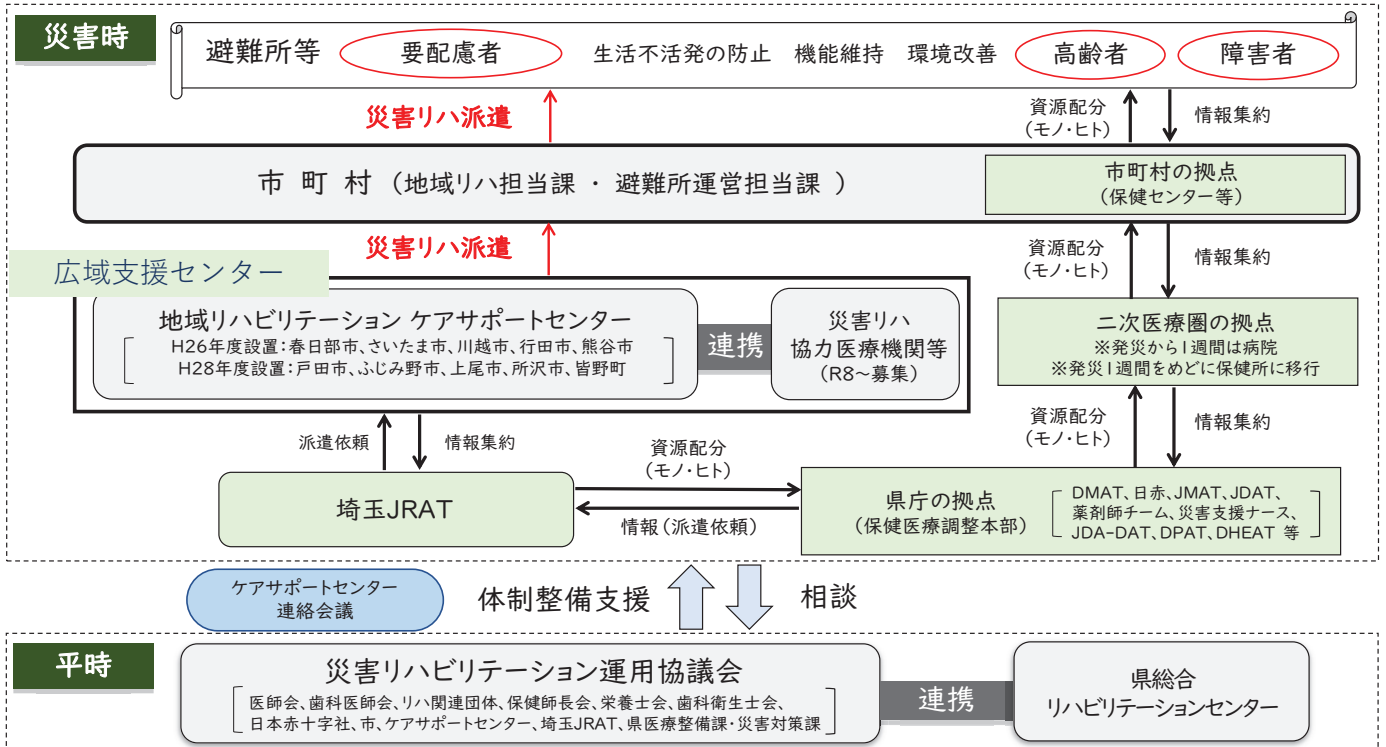 災害時
避難所等 要配慮者 生活不活発の防止 機能維持 環境改善 高齢者 障害者
災害リハ派遣
資源配分
(モノ・ヒト)
情報集約
市 町 村 (地域リハ担当課 ・ 避難所運営担当課 )
市町村の拠点
(保健センター等)
災害リハ派遣
資源配分
(モノ・ヒト)
情報集約
広域支援センター
地域リハビリテーション ケアサポートセンター
H26年度設置:春日部市、さいたま市、川越市、行田市、熊谷市
H28年度設置:戸田市、ふじみ野市、上尾市、所沢市、皆野町
連携
災害リハ
協力医療機関等
(R8~募集)
二次医療圏の拠点
※発災から1週間は病院
※発災1週間をめどに保健所に移行
派遣依頼
情報集約
資源配分
(モノ・ヒト)
資源配分
(モノ・ヒト)
情報集約
埼玉JRAT
情報(派遣依頼)
県庁の拠点
(保健医療調整本部)
DMAT、日赤、JMAT、JDAT、
薬剤師チーム、災害支援ナース、
JDA-DAT、DPAT、DHEAT 等
ケアサポートセンター
連絡会議
体制整備支援
相談
平時
災害リハビリテーション運用協議会
医師会、歯科医師会、リハ関連団体、保健師長会、栄養士会、歯科衛生士会、
日本赤十字社、市、ケアサポートセンター、埼玉JRAT、県医療整備課・災害対策課
連携
県総合
リハビリテーションセンター